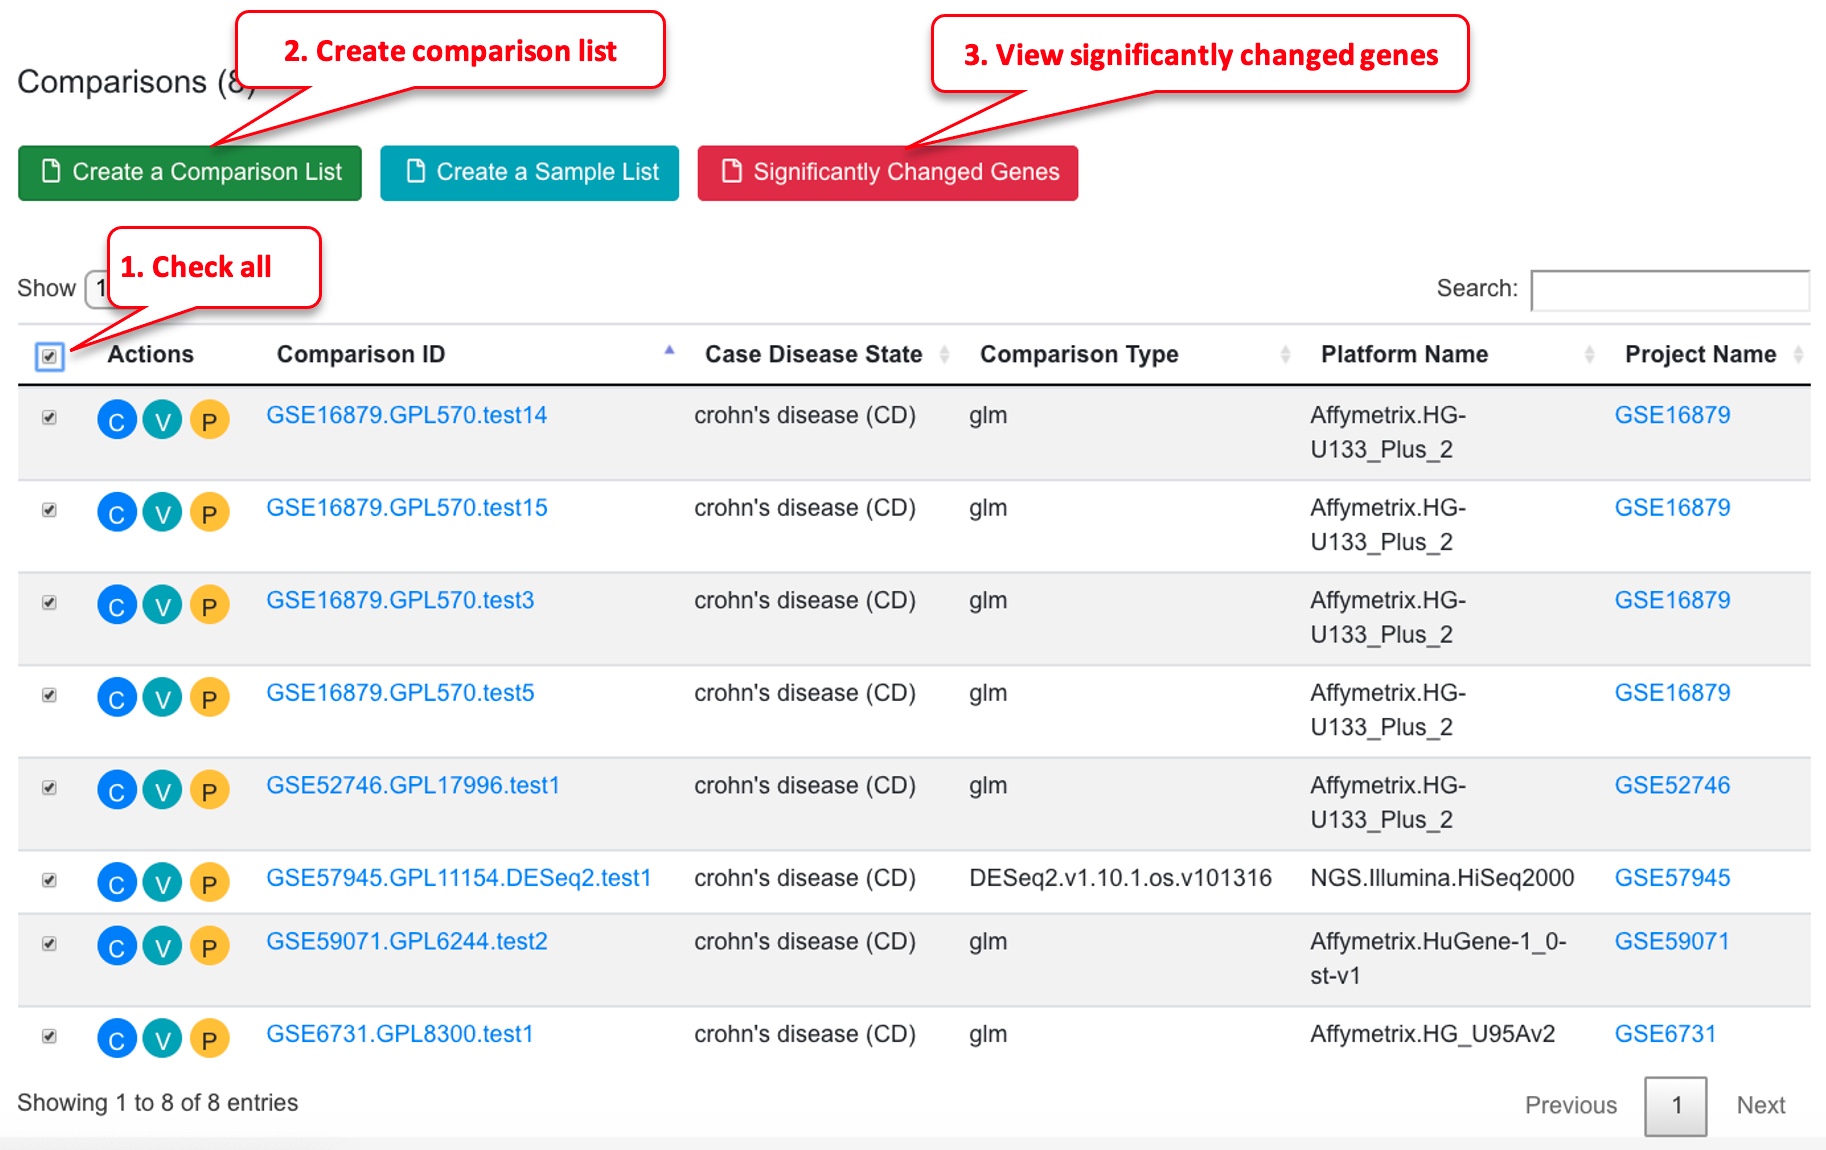 2. Create comparison list
3. View significantly changed genes
Comparisons (8)
Create a Comparison List
Create a Sample List
Significantly Changed Genes
1. Check all
Show 1
Search:
Actions Comparison ID Case Disease State Comparison Type Platform Name Project Name
C V P GSE16879.GPL570.test14 crohn's disease (CD) glm Affymetrix.HG- GSE16879
U133_Plus_2
C V P GSE16879.GPL570.test15 crohn's disease (CD) glm Affymetrix.HG- GSE16879
U133_Plus_2
C V P GSE16879.GPL570.test3 crohn's disease (CD) glm Affymetrix.HG- GSE16879
U133_Plus_2
C V P GSE16879.GPL570.test5 crohn's disease (CD) glm Affymetrix.HG- GSE16879
U133_Plus_2
C V P GSE52746.GPL17996.test1 crohn's disease (CD) glm Affymetrix.HG- GSE52746
U133_Plus_2
C V P GSE57945.GPL11154.DESeq2.test1 crohn's disease (CD) DESeq2.v1.10.1.os.v101316 NGS.Illumina.HiSeq2000 GSE57945
C V P GSE59071.GPL6244.test2 crohn's disease (CD) glm Affymetrix.HuGene-1_0- GSE59071
st-v1
C V P GSE6731.GPL8300.test1 crohn's disease (CD) glm Affymetrix.HG_U95Av2 GSE6731
Showing 1 to 8 of 8 entries
Previous 1 Next